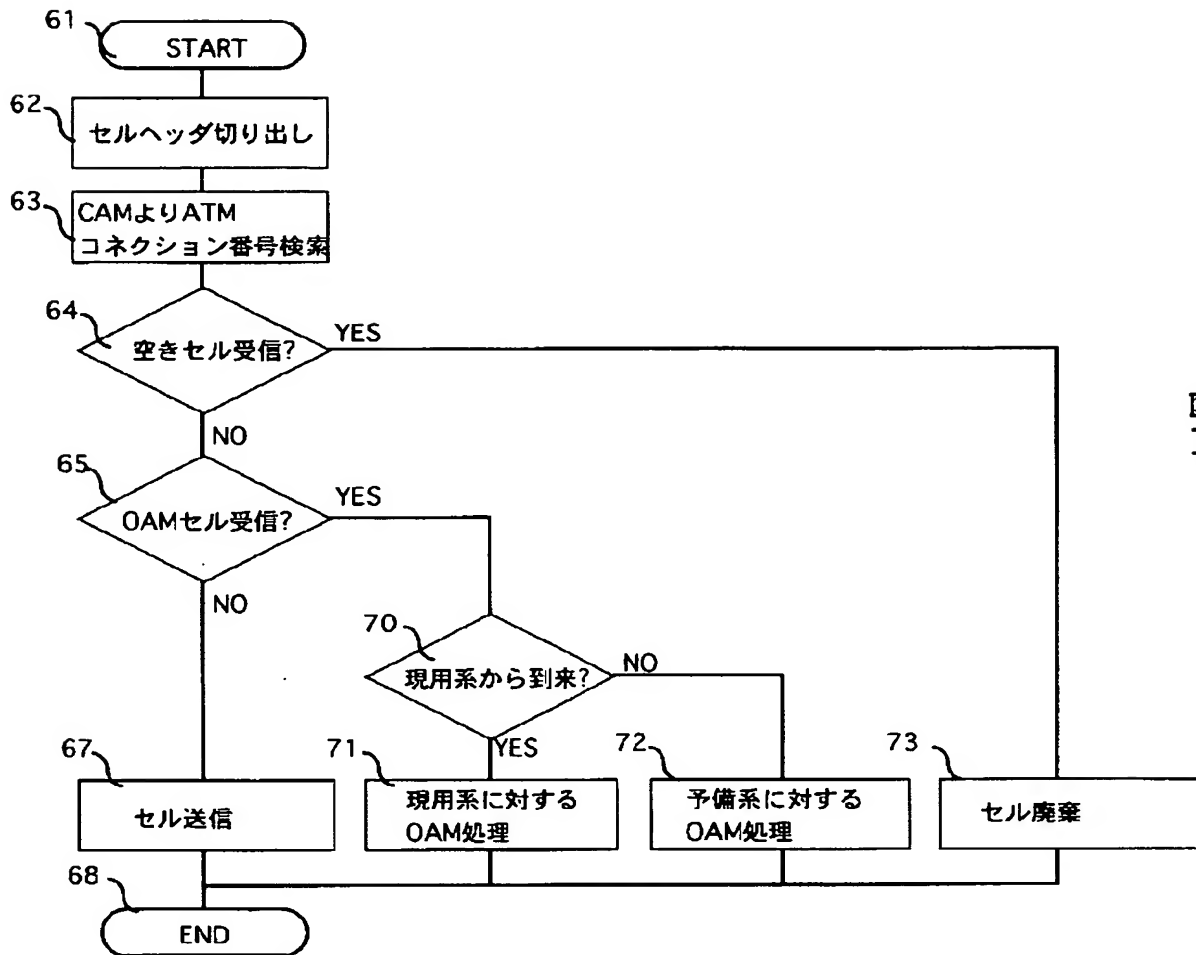 61
START
62
セルヘッダ切り出し
63
CAMよりATM
コネクション番号検索
64
空きセル受信?
YES
NO
65
OAMセル受信?
YES
NO
70
現用系から到来?
NO
YES
67
セル送信
71
現用系に対する
OAM処理
72
予備系に対する
OAM処理
73
セル廃棄
68
END